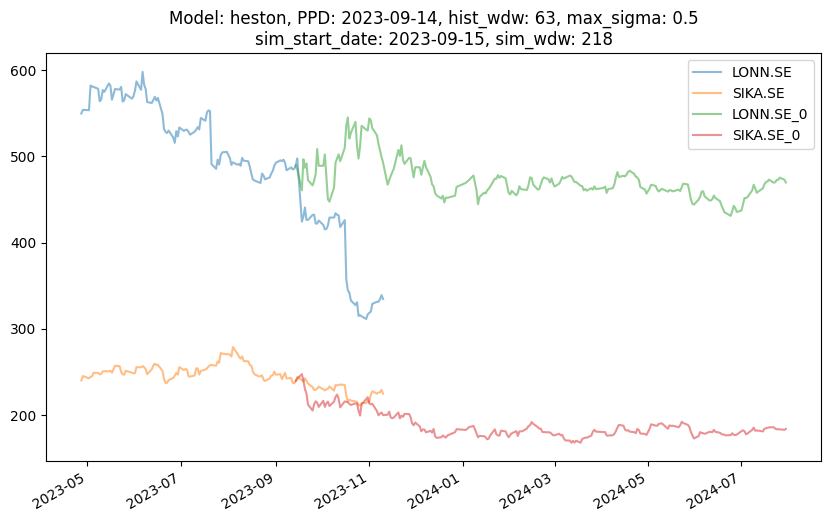 Model: heston, PPD: 2023-09-14, hist_wdw: 63, max_sigma: 0.5
sim_start_date: 2023-09-15, sim_wdw: 218
LONN.SE
SIKA.SE
LONN.SE_0
SIKA.SE_0
600
500
400
300
200
2023-05
2023-07
2023-09
2023-11
2024-01
2024-03
2024-05
2024-07